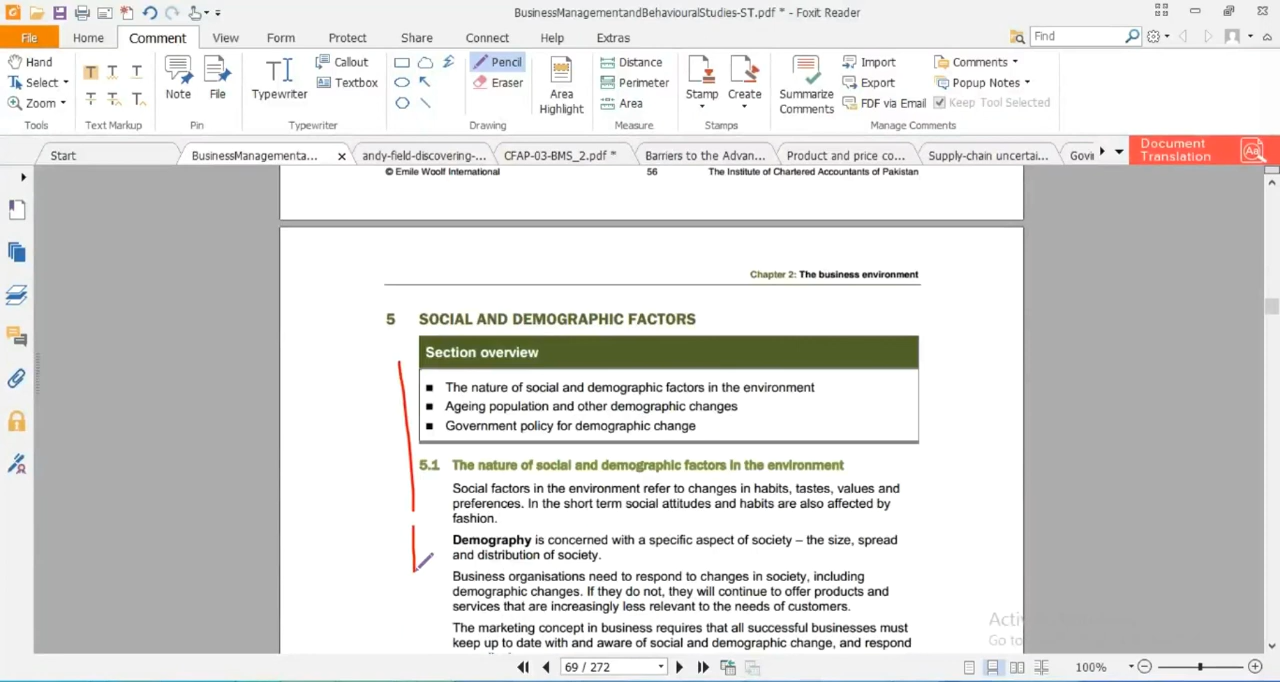 BusinessManagementandBehaviouralStudies-ST.pdf * - Foxit Reader
File Home Comment View Form Protect Share Connect Help Extras Find
Hand Select Zoom
Note File Typewriter
Callout Textbox
Pencil Eraser
Area Highlight
Distance Perimeter Area
Stamp Create
Summarize Comments
Import Export FDF via Email
Comments Popup Notes Keep Tool Selected
Tools Text Markup Pin Typewriter Drawing Measure Stamps Manage Comments
Start BusinessManagementa... andy-field-discovering-... CFAP-03-BMS_2.pdf * Barriers to the Advan... Product and price co... Supply-chain uncertai... Govi
Document Translation
© Emile Woolf International 56 The Institute of Chartered Accountants of Pakistan
Chapter 2: The business environment
5 SOCIAL AND DEMOGRAPHIC FACTORS
Section overview
■ The nature of social and demographic factors in the environment
■ Ageing population and other demographic changes
■ Government policy for demographic change
5.1 The nature of social and demographic factors in the environment
Social factors in the environment refer to changes in habits, tastes, values and
preferences. In the short term social attitudes and habits are also affected by
fashion.
Demography is concerned with a specific aspect of society – the size, spread
and distribution of society.
Business organisations need to respond to changes in society, including
demographic changes. If they do not, they will continue to offer products and
services that are increasingly less relevant to the needs of customers.
The marketing concept in business requires that all successful businesses must
keep up to date with and aware of social and demographic change, and respond
Go to
69 / 272
100%